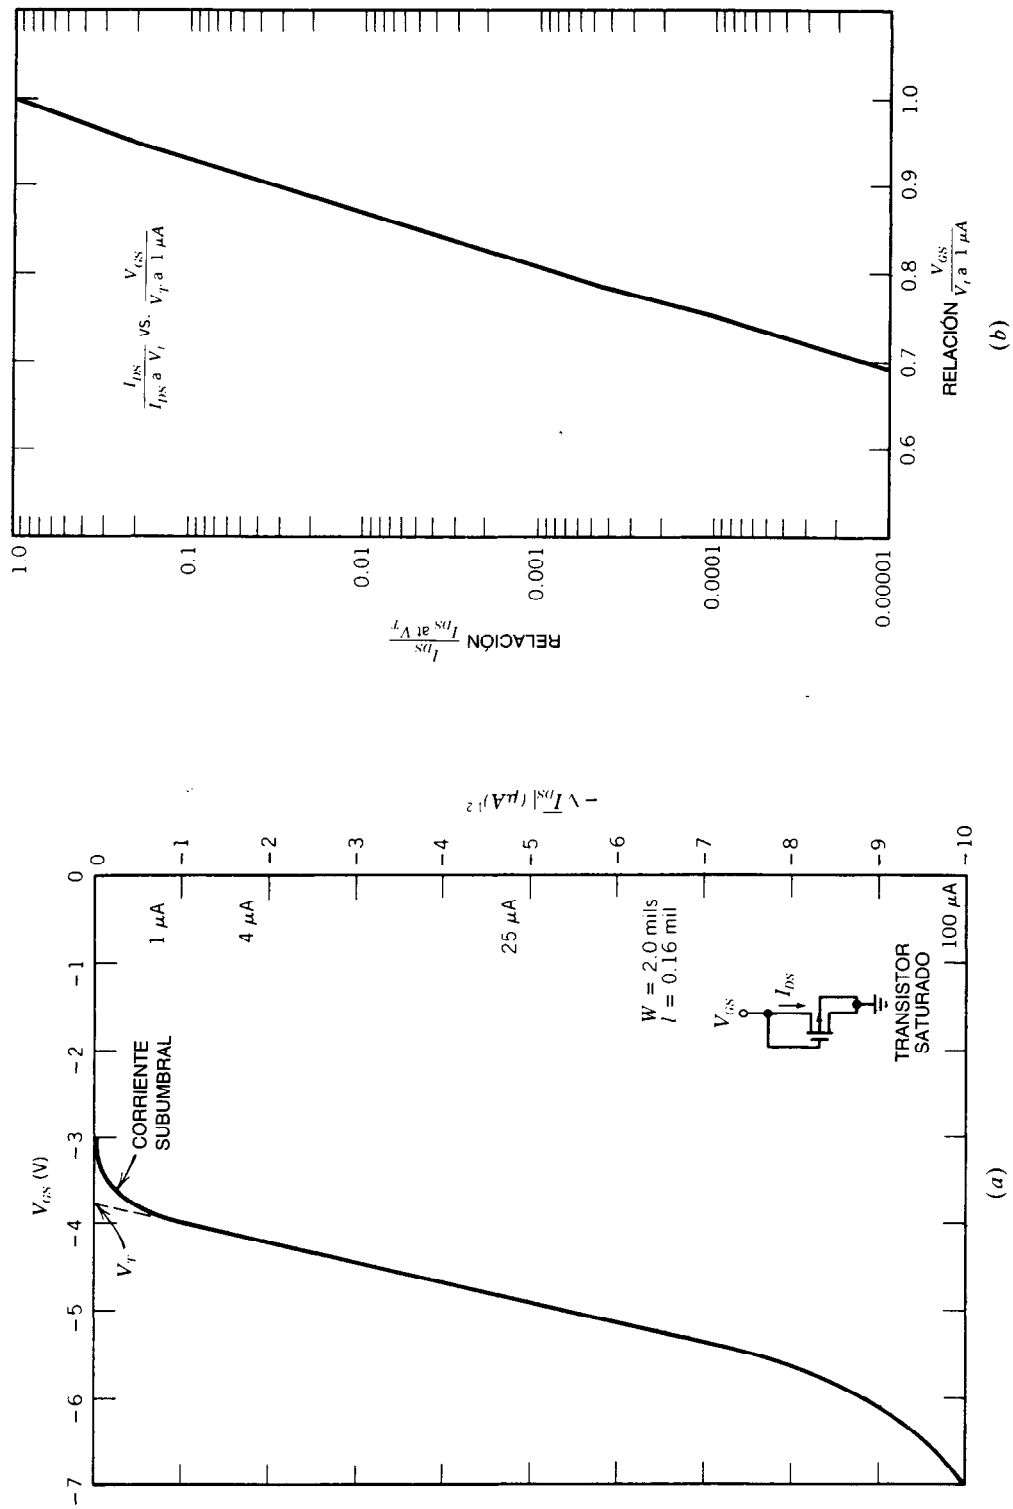 V_GS (V)
-7 -6 -5 -4 -3 -2 -1 0
V_T
CORRIENTE
SUBUMBRAL
0
-1
-2
-3
-4
-5
-6
-7
-8
-9
-10
-√I_DS| (μA)^1/2
1 μA
4 μA
25 μA
100 μA
W = 2.0 mils
l = 0.16 mil
V_GS
I_DS
TRANSISTOR
SATURADO
(a)
1.0
0.1
0.01
0.001
0.0001
0.00001
RELACIÓN I_DS / I_DS at V_T
I_DS / I_DS a V_t vs. V_GS / V_T a 1 μA
0.6 0.7 0.8 0.9 1.0
RELACIÓN V_GS / V_t a 1 μA
(b)